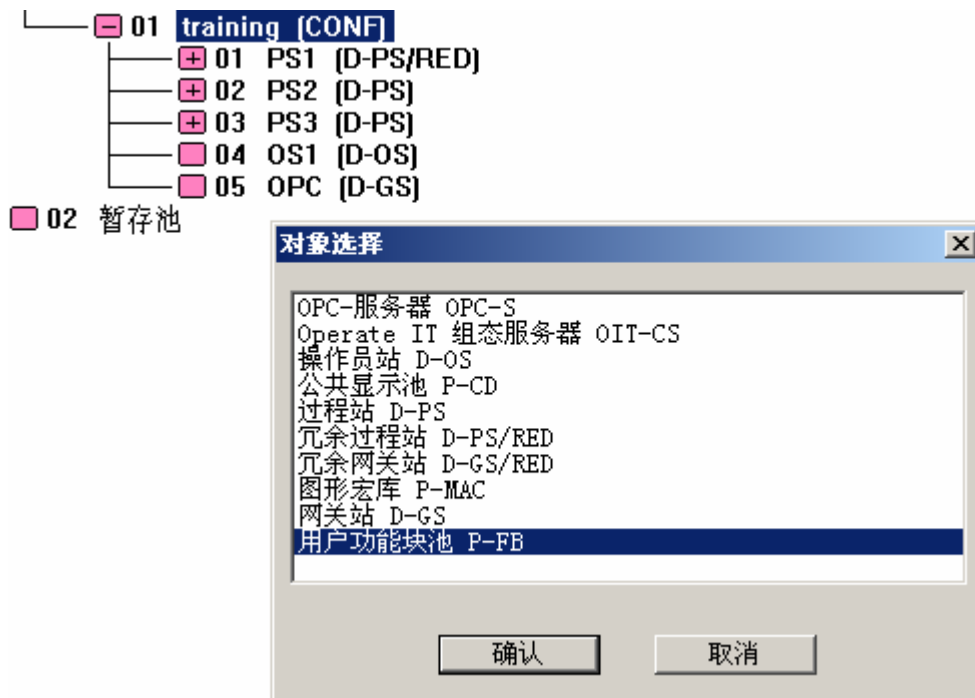 01 training (CONF)
01 PS1 (D-PS/RED)
02 PS2 (D-PS)
03 PS3 (D-PS)
04 OS1 (D-OS)
05 OPC (D-GS)
02 暂存池
对象选择
OPC-服务器 OPC-S
Operate IT 组态服务器 OIT-CS
操作员站 D-OS
公共显示池 P-CD
过程站 D-PS
冗余过程站 D-PS/RED
冗余网关站 D-GS/RED
图形宏库 P-MAC
网关站 D-GS
用户功能块池 P-FB
确认 取消